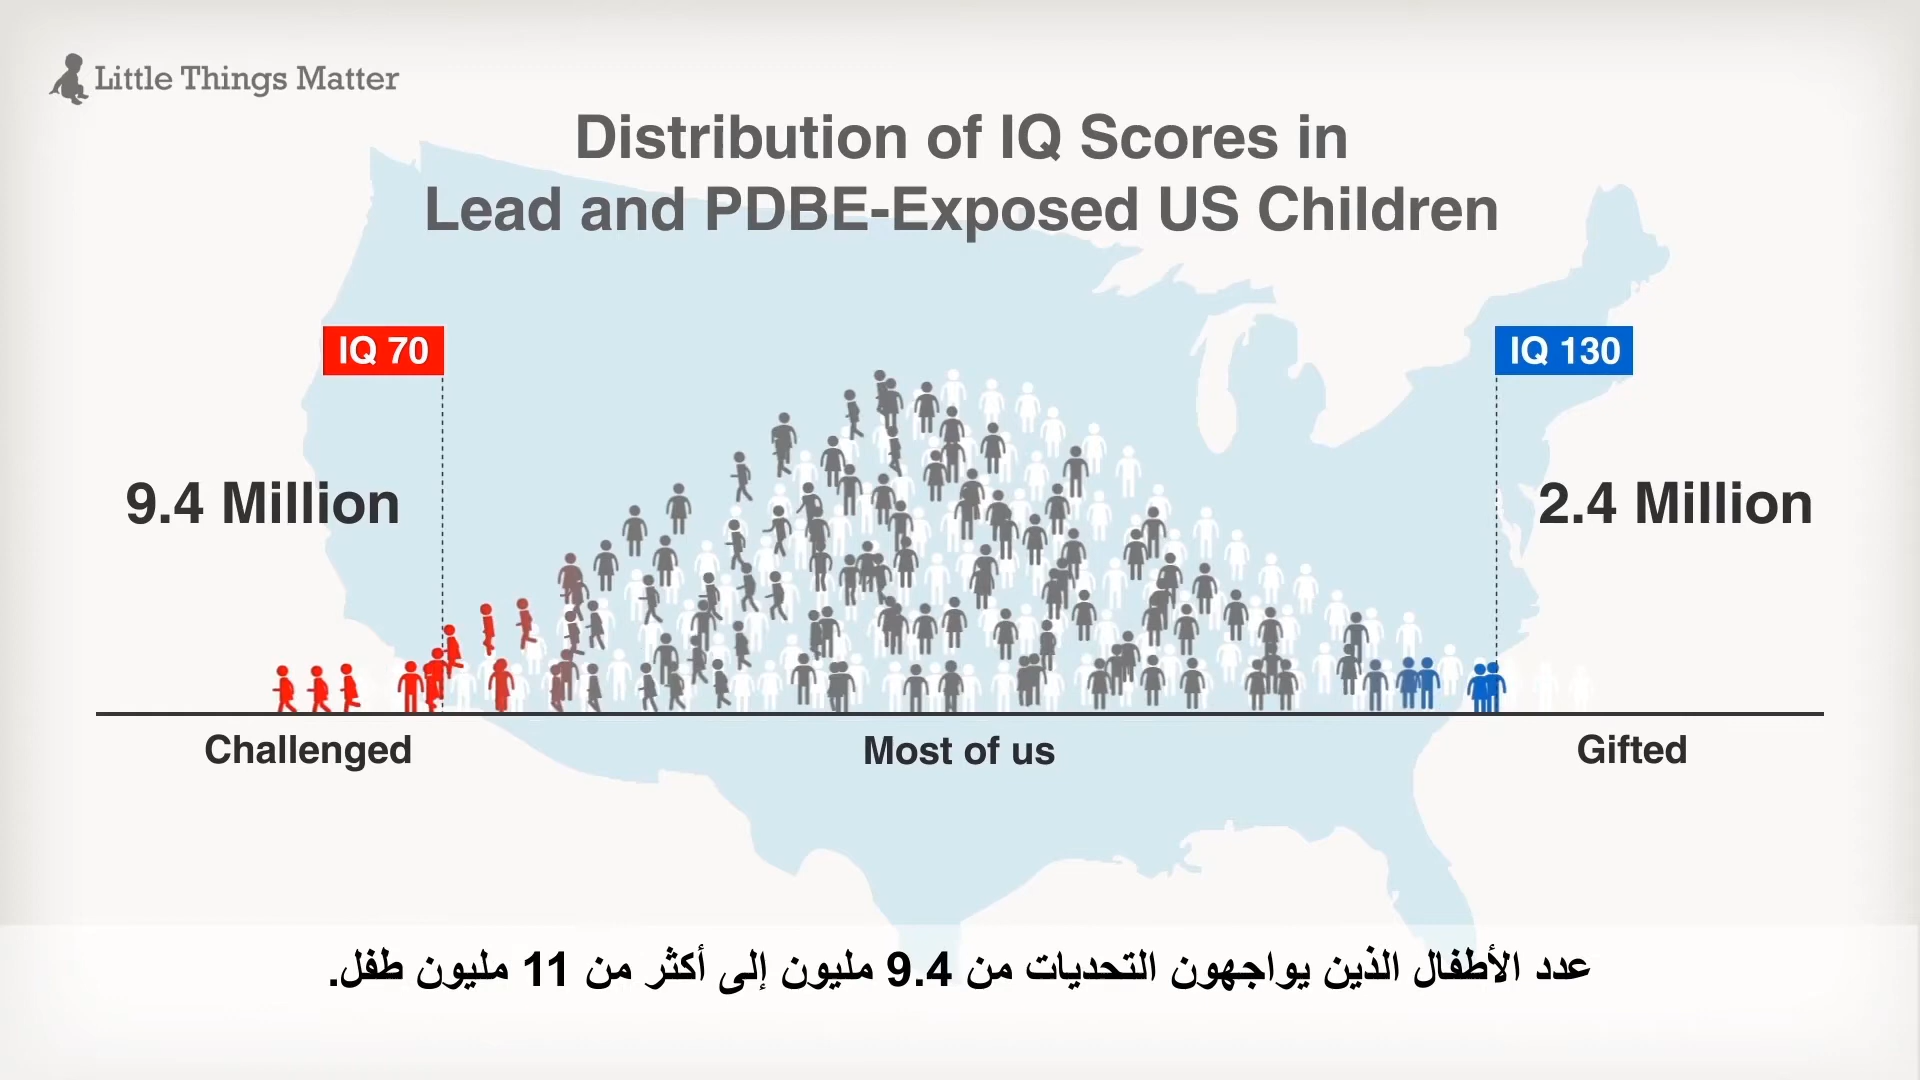 Little Things Matter
Distribution of IQ Scores in
Lead and PDBE-Exposed US Children
IQ 70
IQ 130
9.4 Million
2.4 Million
Challenged
Most of us
Gifted
عدد الأطفال الذين يواجهون التحديات من 9.4 مليون إلى أكثر من 11 مليون طفل.